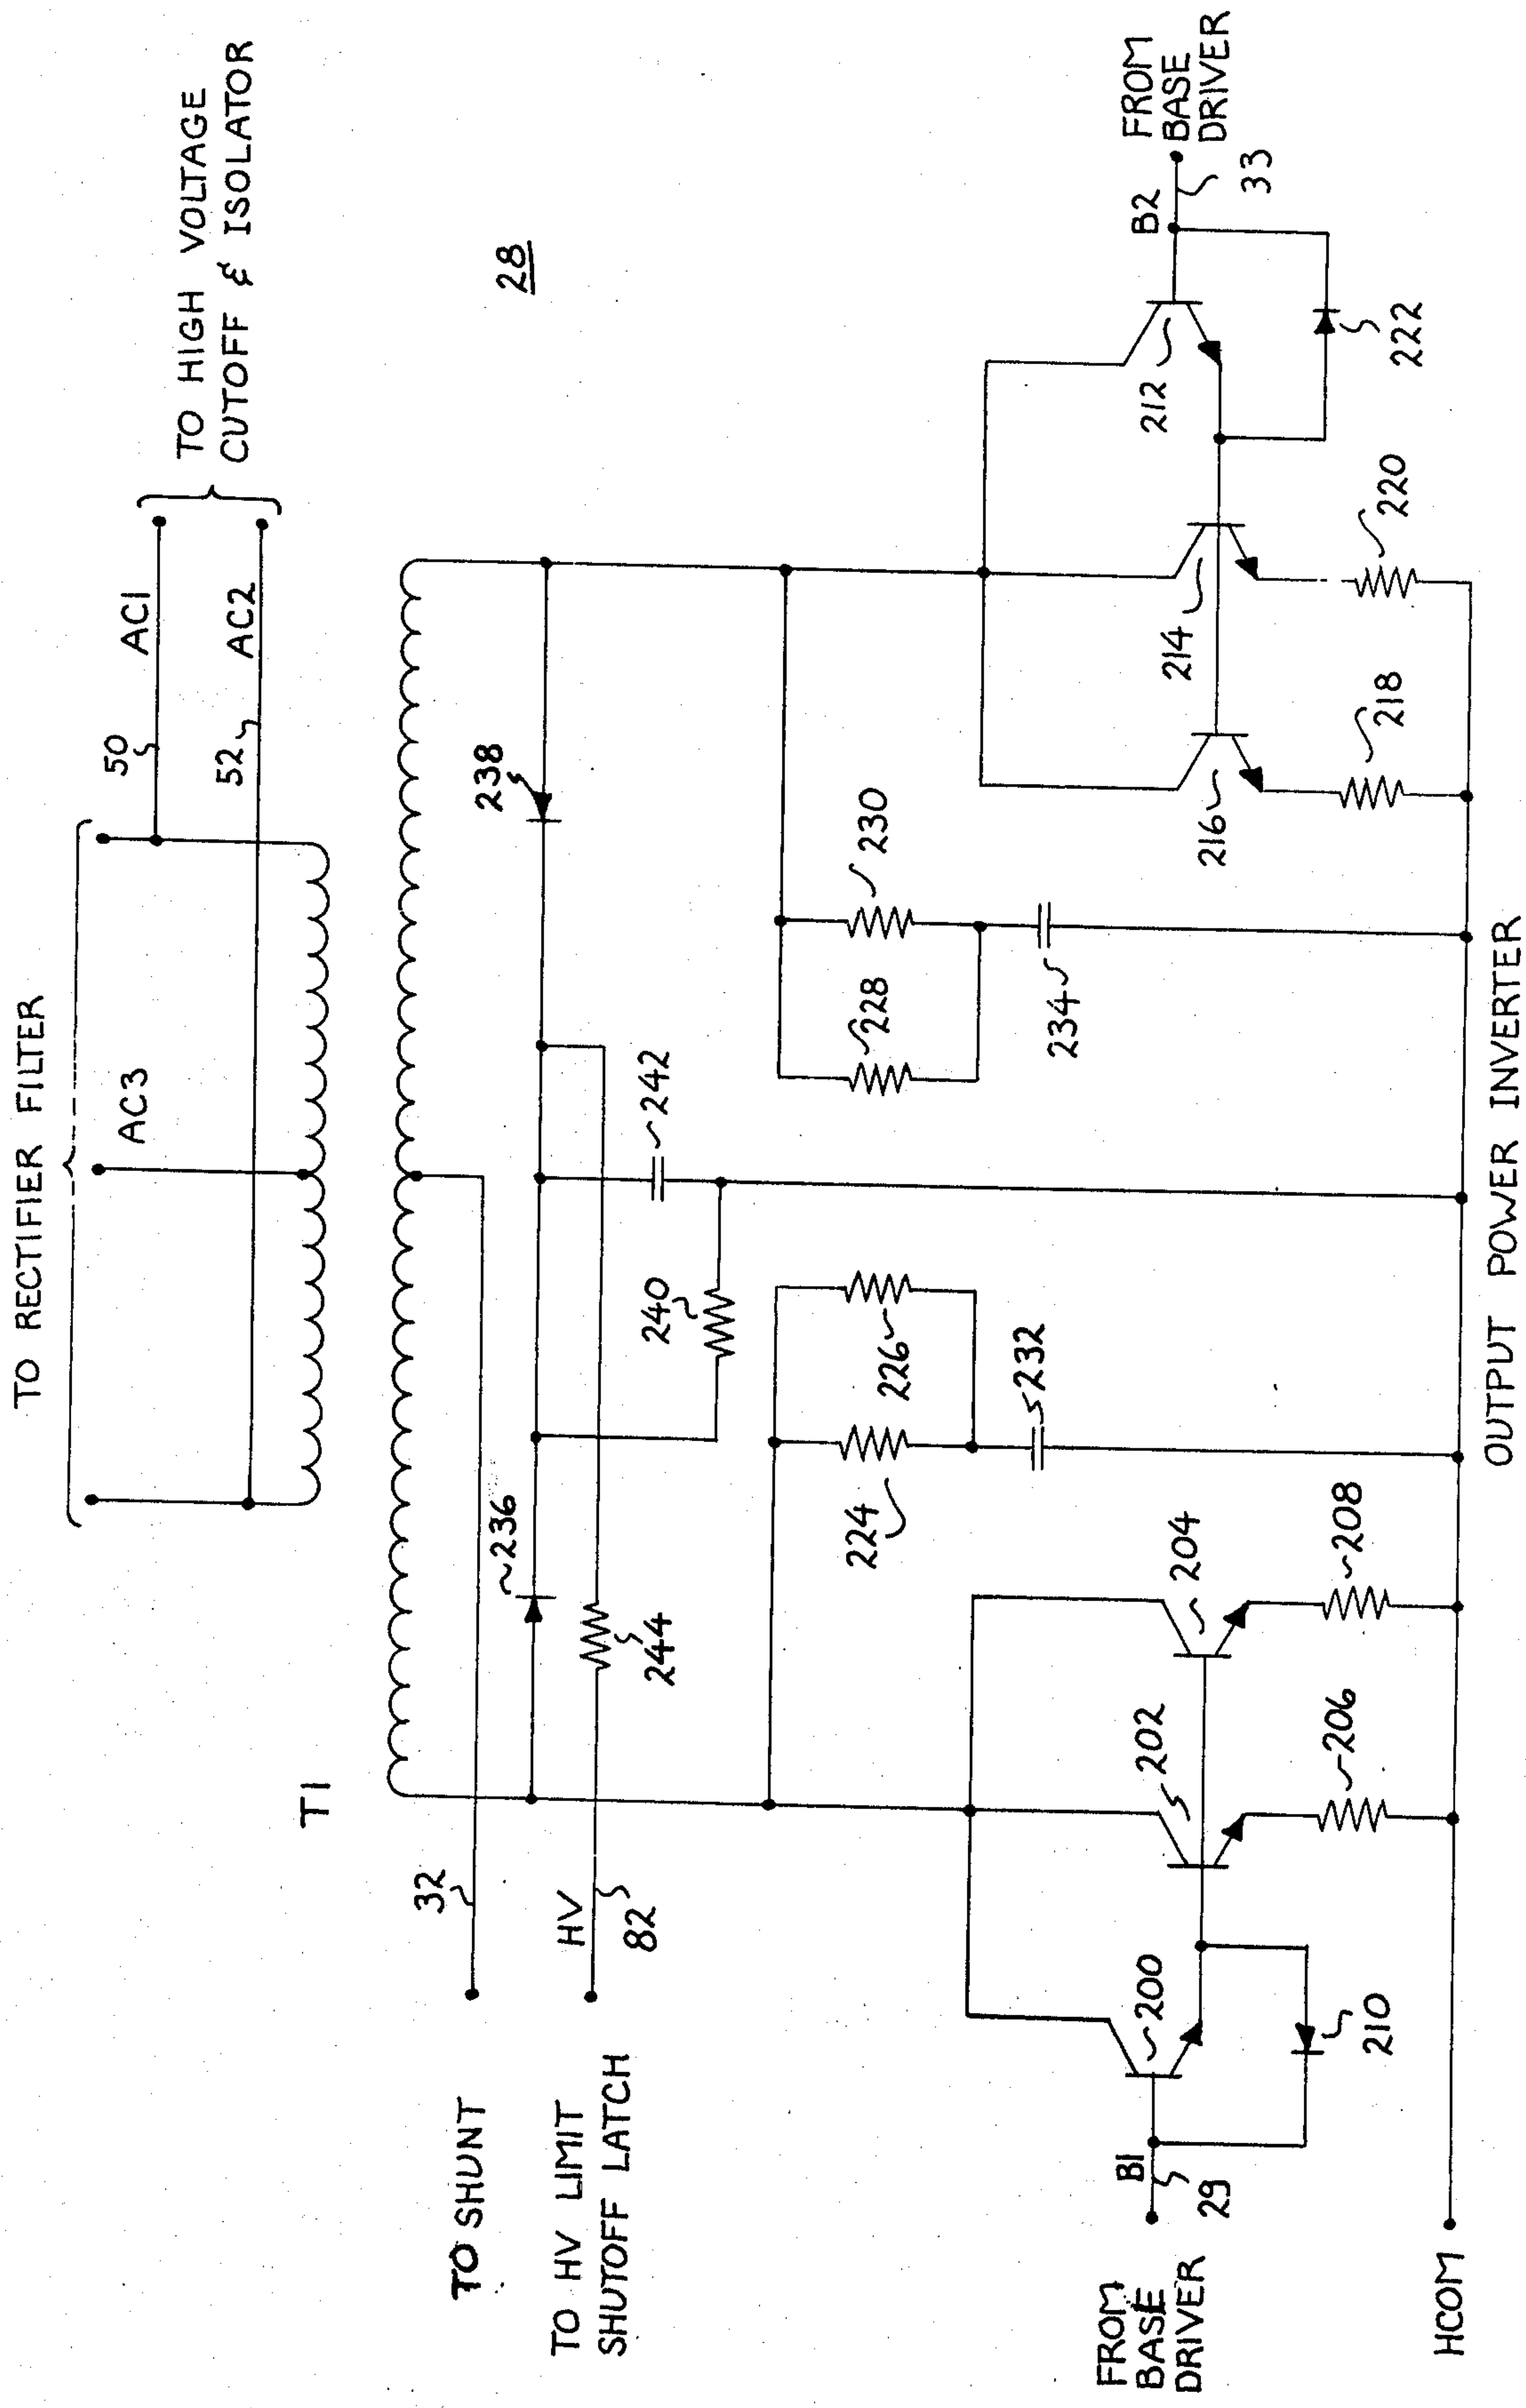 TO RECTIFIER FILTER
AC3
50
AC1
52
AC2
TO HIGH VOLTAGE
CUTOFF & ISOLATOR
T1
28
32
TO SHUNT
236
238
HV
82
TO HV LIMIT
SHUTOFF LATCH
244
240
242
224
226
232
228
230
234
FROM
BASE
DRIVER
B1
29
200
210
202
204
206
208
216
214
212
218
220
222
B2
33
FROM
BASE
DRIVER
HCOM
OUTPUT POWER INVERTER